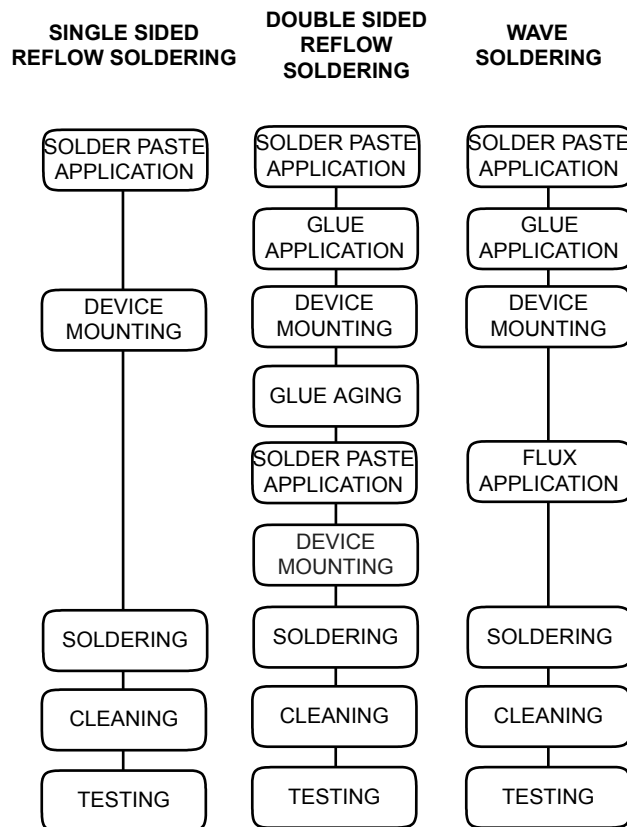 SINGLE SIDED
REFLOW SOLDERING
SOLDER PASTE
APPLICATION
DEVICE
MOUNTING
SOLDERING
CLEANING
TESTING
DOUBLE SIDED
REFLOW
SOLDERING
SOLDER PASTE
APPLICATION
GLUE
APPLICATION
DEVICE
MOUNTING
GLUE AGING
SOLDER PASTE
APPLICATION
DEVICE
MOUNTING
SOLDERING
CLEANING
TESTING
WAVE
SOLDERING
SOLDER PASTE
APPLICATION
GLUE
APPLICATION
DEVICE
MOUNTING
FLUX
APPLICATION
SOLDERING
CLEANING
TESTING